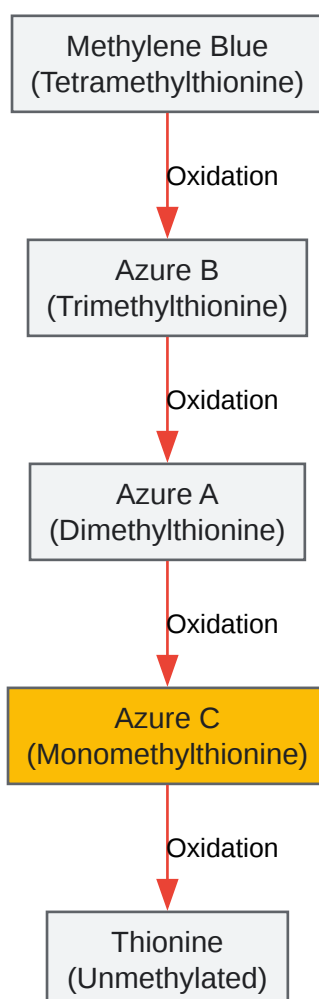 Methylene Blue
(Tetramethylthionine)
Oxidation
Azure B
(Trimethylthionine)
Oxidation
Azure A
(Dimethylthionine)
Oxidation
Azure C
(Monomethylthionine)
Oxidation
Thionine
(Unmethylated)